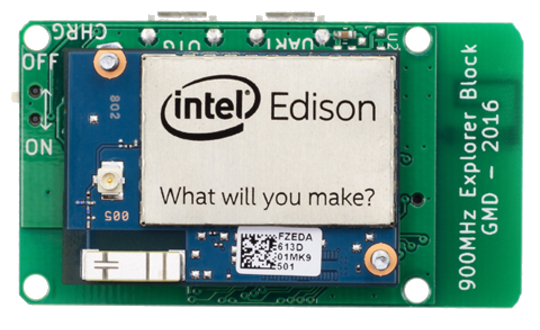 CHRG
OTG
UART
U2
OFF
ON
802
005
intel Edison
What will you make?
FZEDA
613D
01MK9
501
900MHz Explorer Block
GMD - 2016